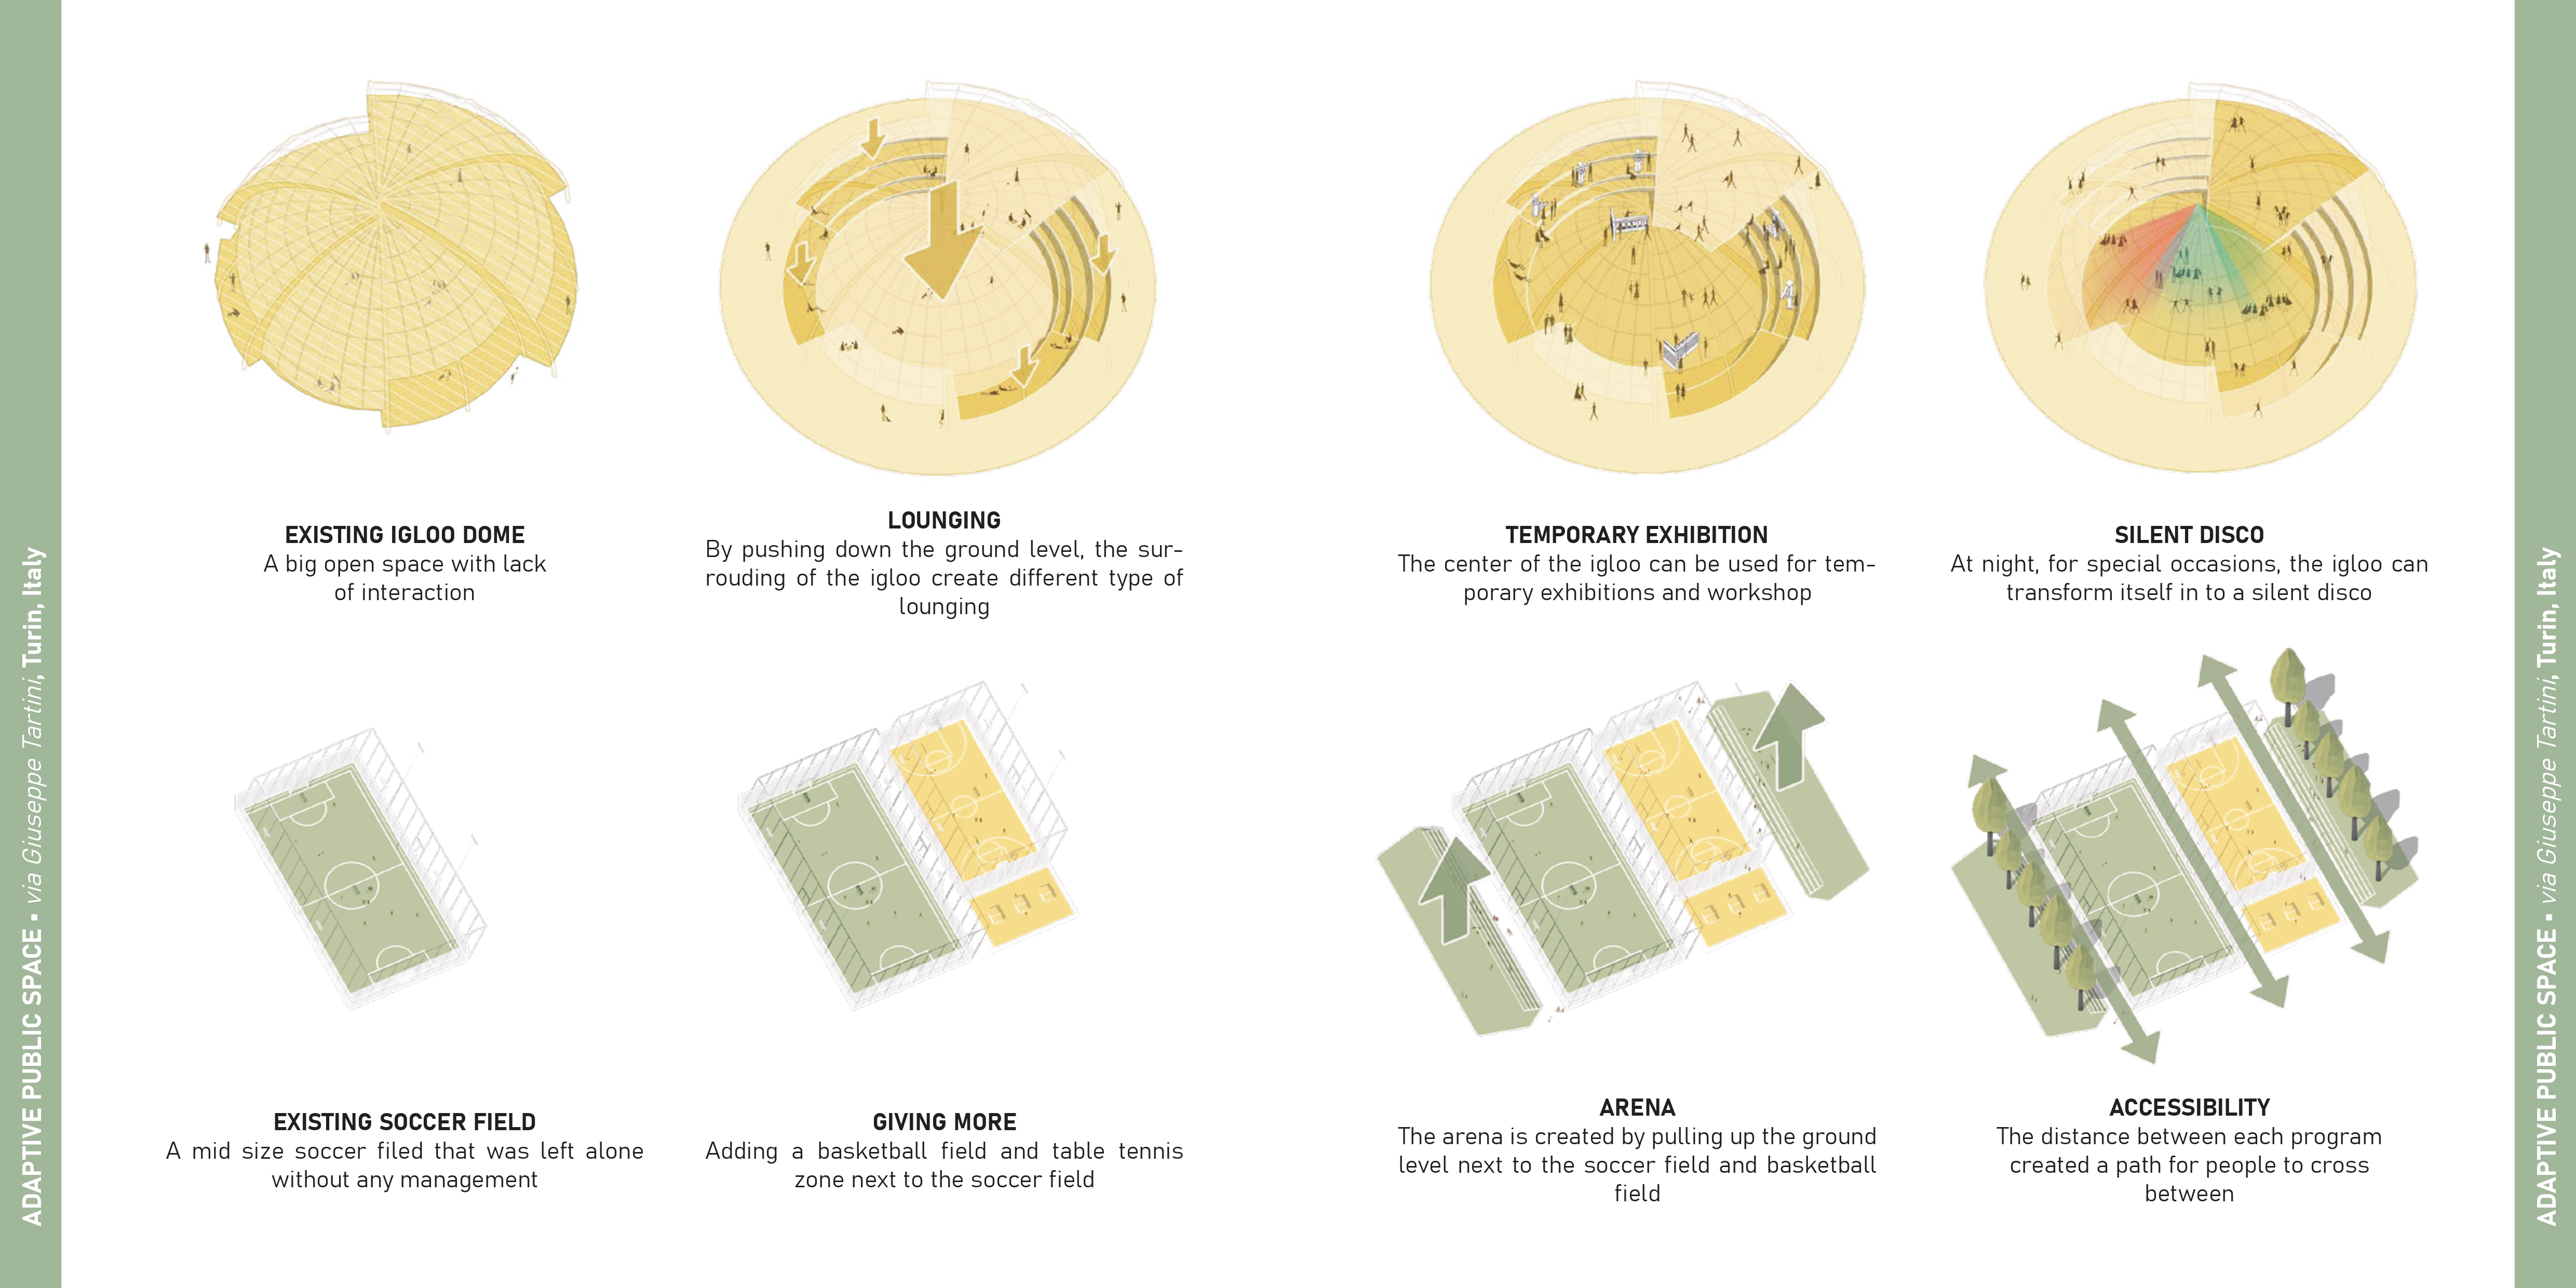 ADAPTIVE PUBLIC SPACE ▪ via Giuseppe Tartini, Turin, Italy
EXISTING IGLOO DOME
A big open space with lack
of interaction
LOUNGING
By pushing down the ground level, the sur-
rouding of the igloo create different type of
lounging
TEMPORARY EXHIBITION
The center of the igloo can be used for tem-
porary exhibitions and workshop
SILENT DISCO
At night, for special occasions, the igloo can
transform itself in to a silent disco
EXISTING SOCCER FIELD
A mid size soccer filed that was left alone
without any management
GIVING MORE
Adding a basketball field and table tennis
zone next to the soccer field
ARENA
The arena is created by pulling up the ground
level next to the soccer field and basketball
field
ACCESSIBILITY
The distance between each program
created a path for people to cross
between
ADAPTIVE PUBLIC SPACE ▪ via Giuseppe Tartini, Turin, Italy